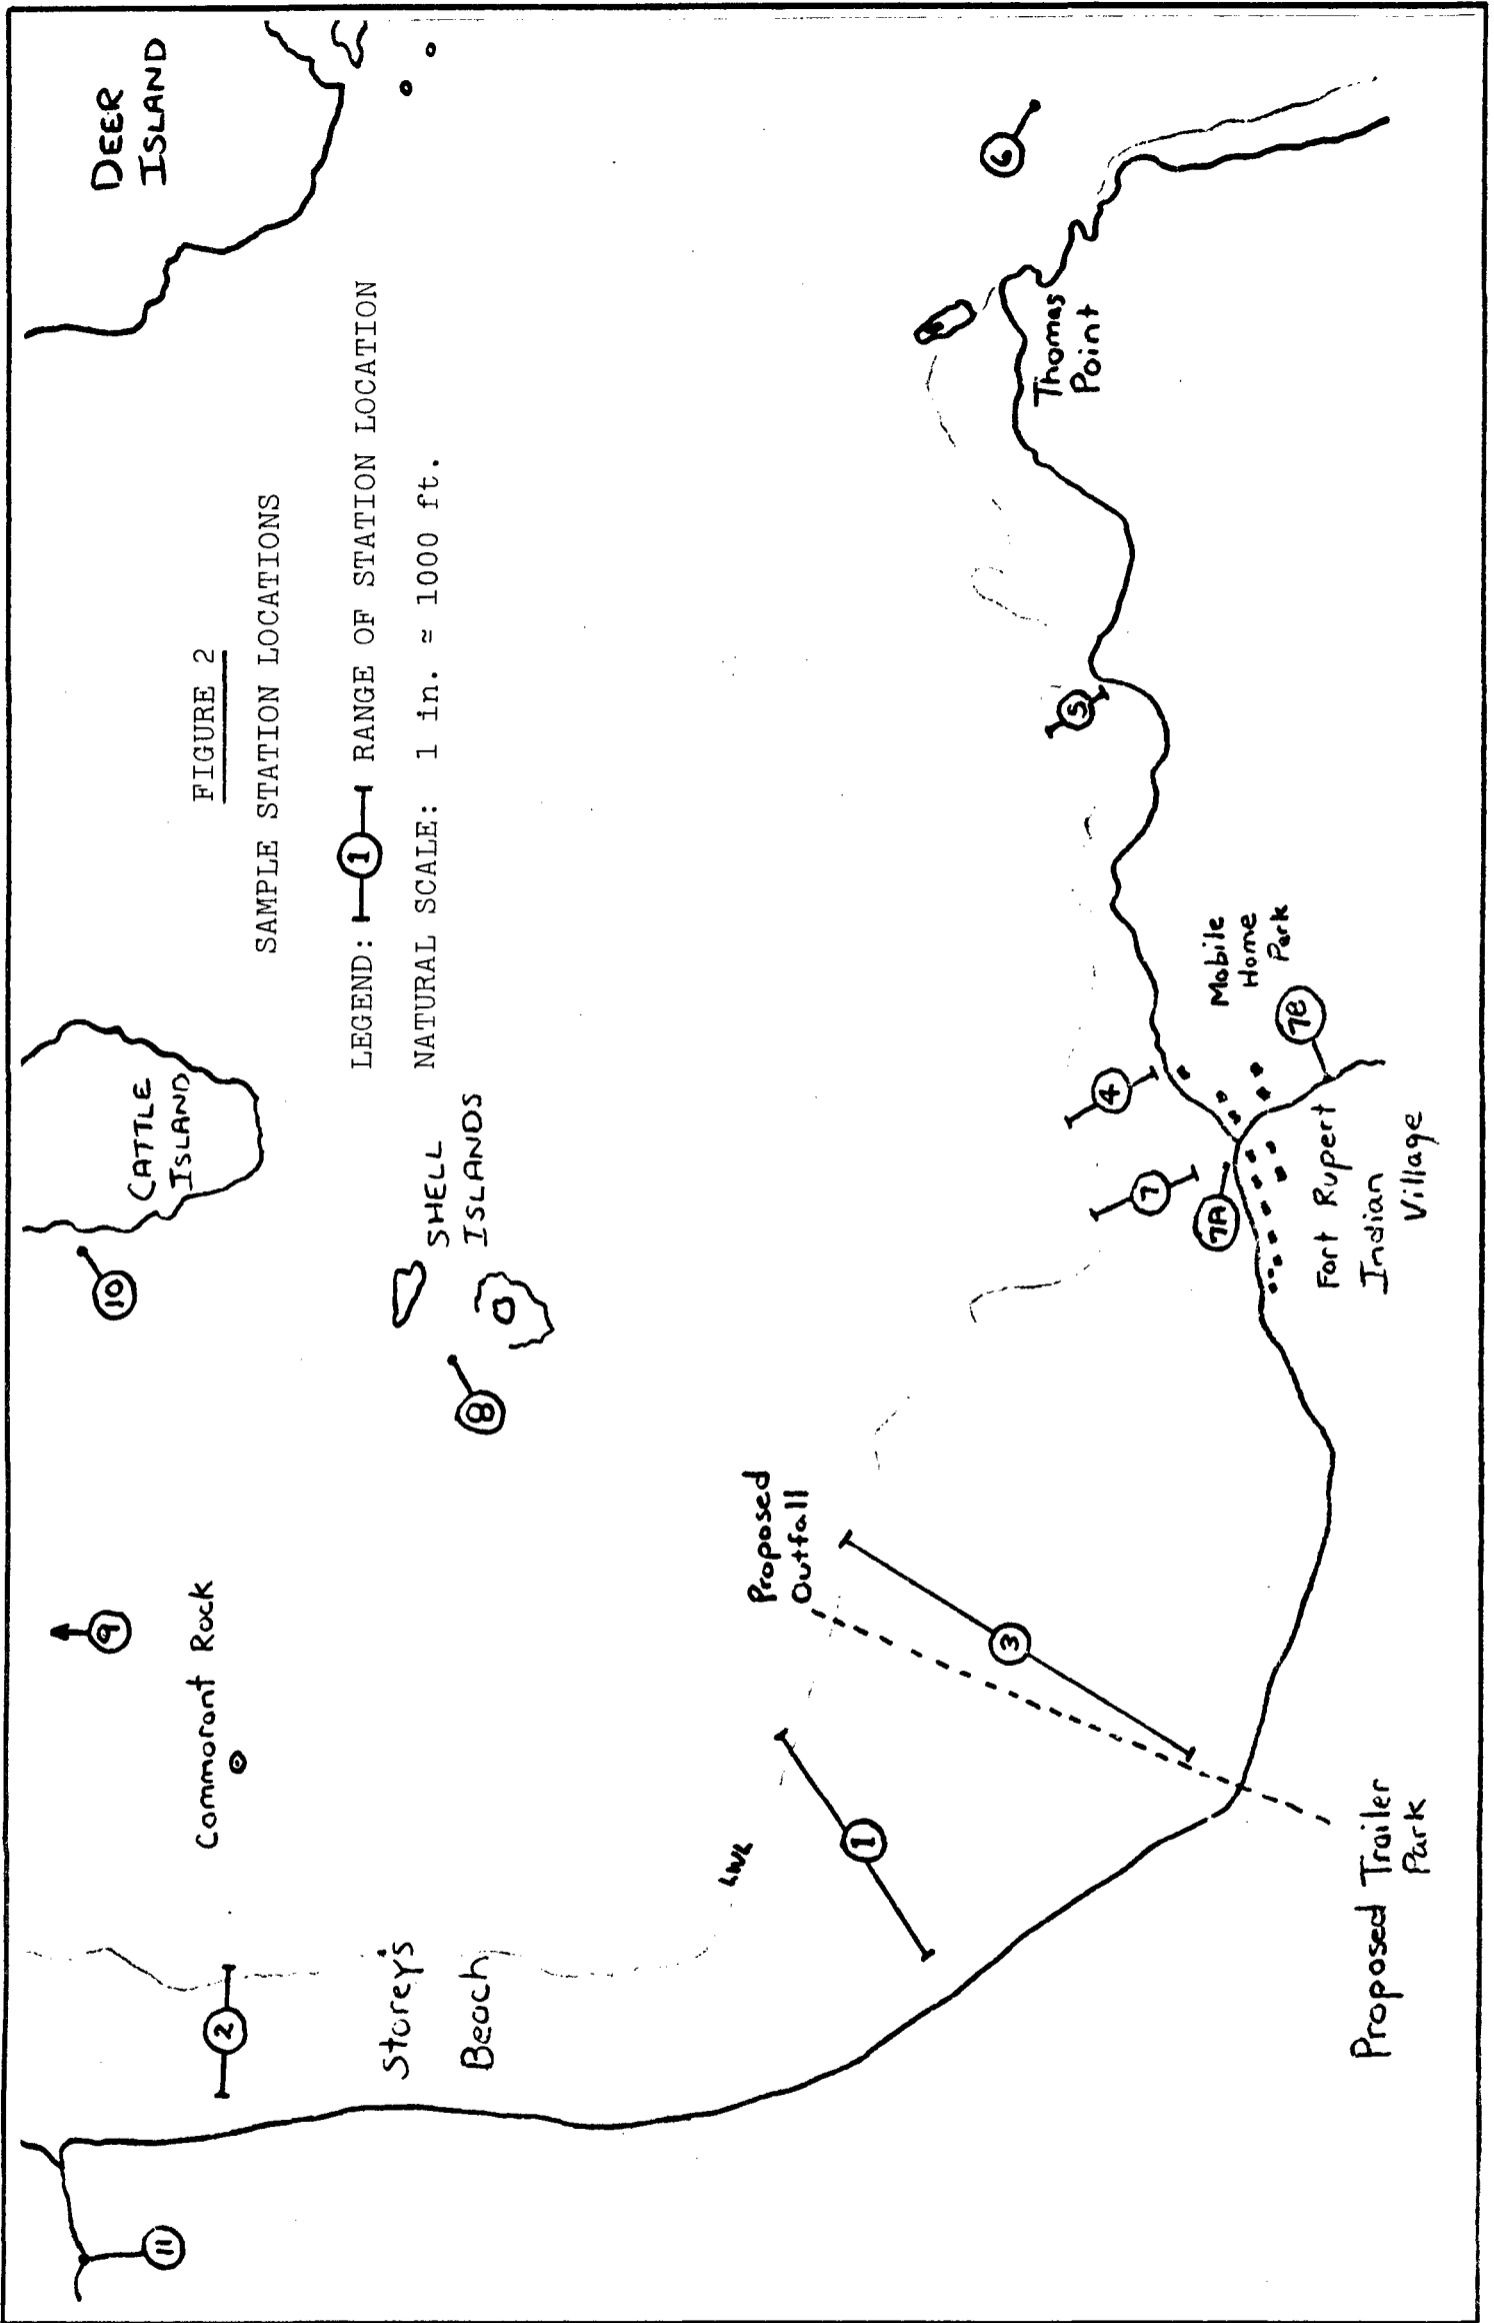 FIGURE 2
SAMPLE STATION LOCATIONS
LEGEND: 1 RANGE OF STATION LOCATION
NATURAL SCALE: 1 in. ≃ 1000 ft.
DEER
ISLAND
CATTLE
ISLAND
10
SHELL
ISLANDS
8
9
Commorant Rock
2
11
Storey's
Beach
LWL
1
Proposed
Outfall
3
Proposed Trailer
Park
7
7A
4
Fort Rupert
Indian
Village
7B
Mobile
Home
Park
5
Thomas
Point
6